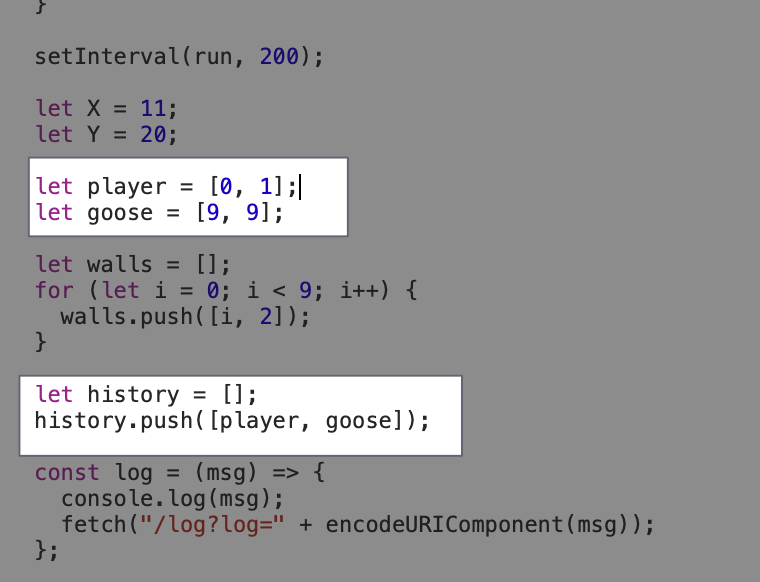 }
setInterval(run, 200);
let X = 11;
let Y = 20;
let player = [0, 1];
let goose = [9, 9];
let walls = [];
for (let i = 0; i < 9; i++) {
  walls.push([i, 2]);
}
let history = [];
history.push([player, goose]);
const log = (msg) => {
  console.log(msg);
  fetch("/log?log=" + encodeURIComponent(msg));
};